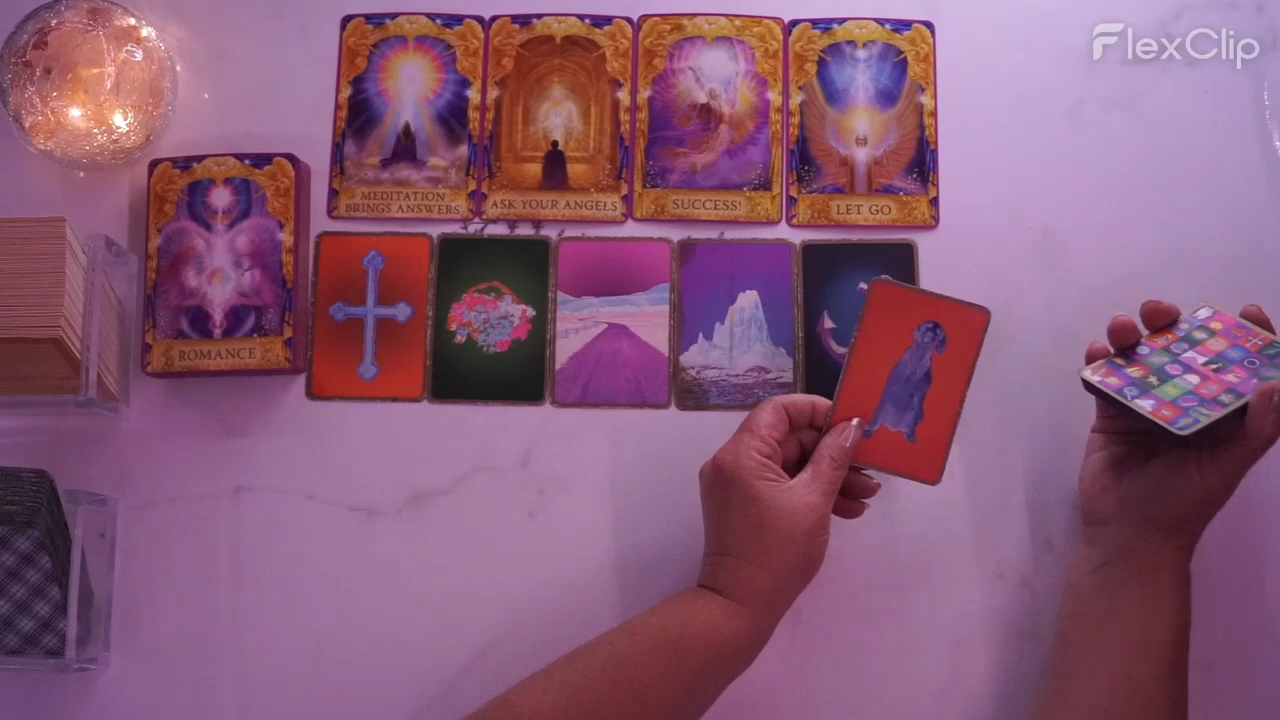 FlexClip
MEDITATION
BRINGS ANSWERS
ASK YOUR ANGELS
SUCCESS!
LET GO
ROMANCE